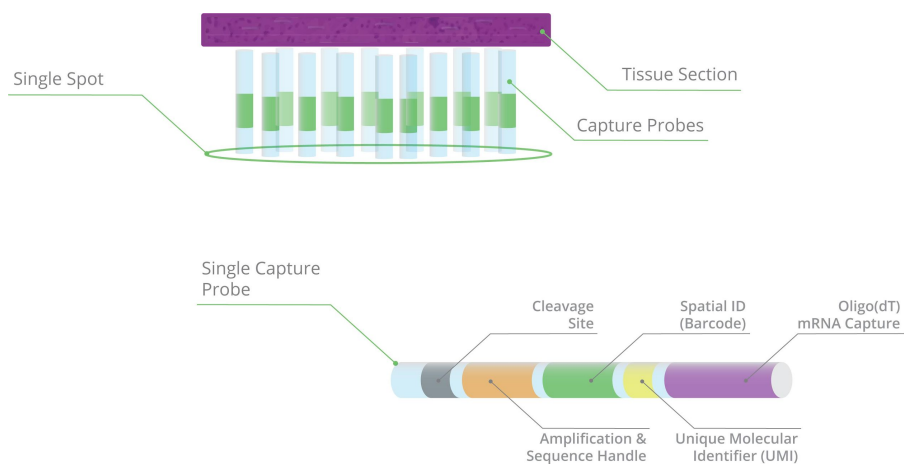 Single Spot
Tissue Section
Capture Probes
Single Capture
Probe
Cleavage
Site
Spatial ID
(Barcode)
Oligo(dT)
mRNA Capture
Amplification &
Sequence Handle
Unique Molecular
Identifier (UMI)